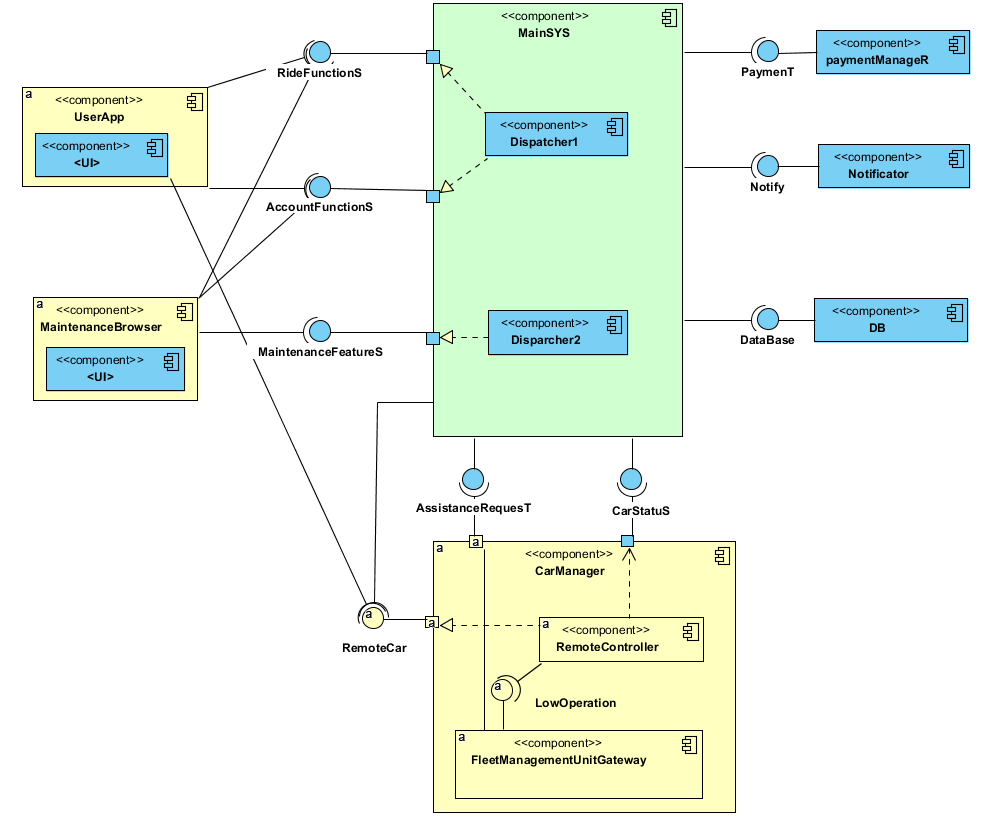 <<component>>
MainSYS
RideFunctionS
PaymenT
<<component>>
paymentManageR
a
<<component>>
UserApp
<<component>>
<UI>
<<component>>
Dispatcher1
AccountFunctionS
Notify
<<component>>
Notificator
a
<<component>>
MaintenanceBrowser
<<component>>
<UI>
MaintenanceFeatureS
<<component>>
Disparcher2
DataBase
<<component>>
DB
AssistanceRequesT
CarStatuS
a
a
<<component>>
CarManager
a
RemoteCar
a
a
<<component>>
RemoteController
a
LowOperation
a
<<component>>
FleetManagementUnitGateway